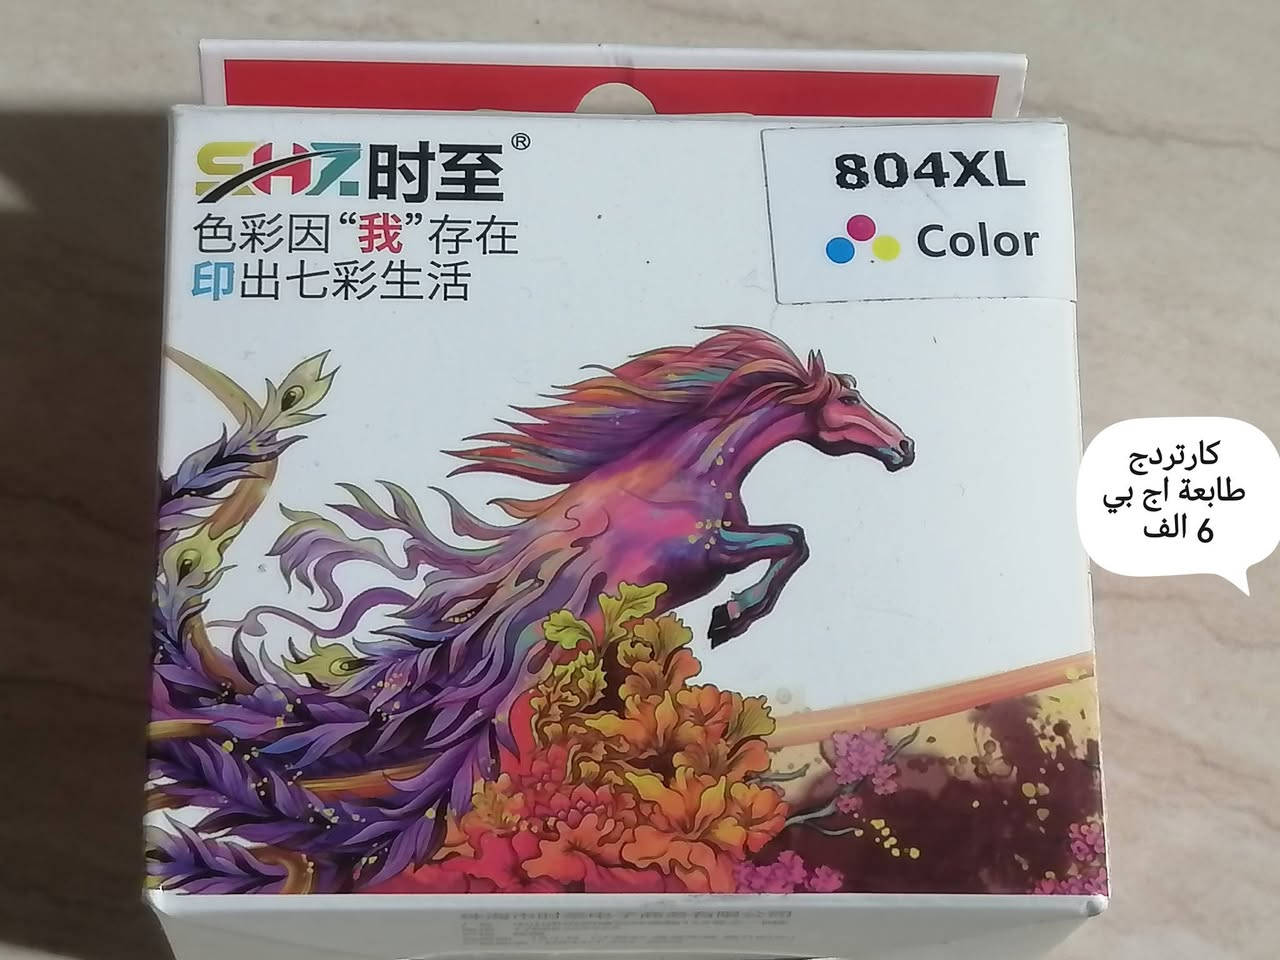 SHZ时至®
色彩因“我”存在
印出七彩生活
804XL
Color
كارتردج
طابعة اج بي
6 الف